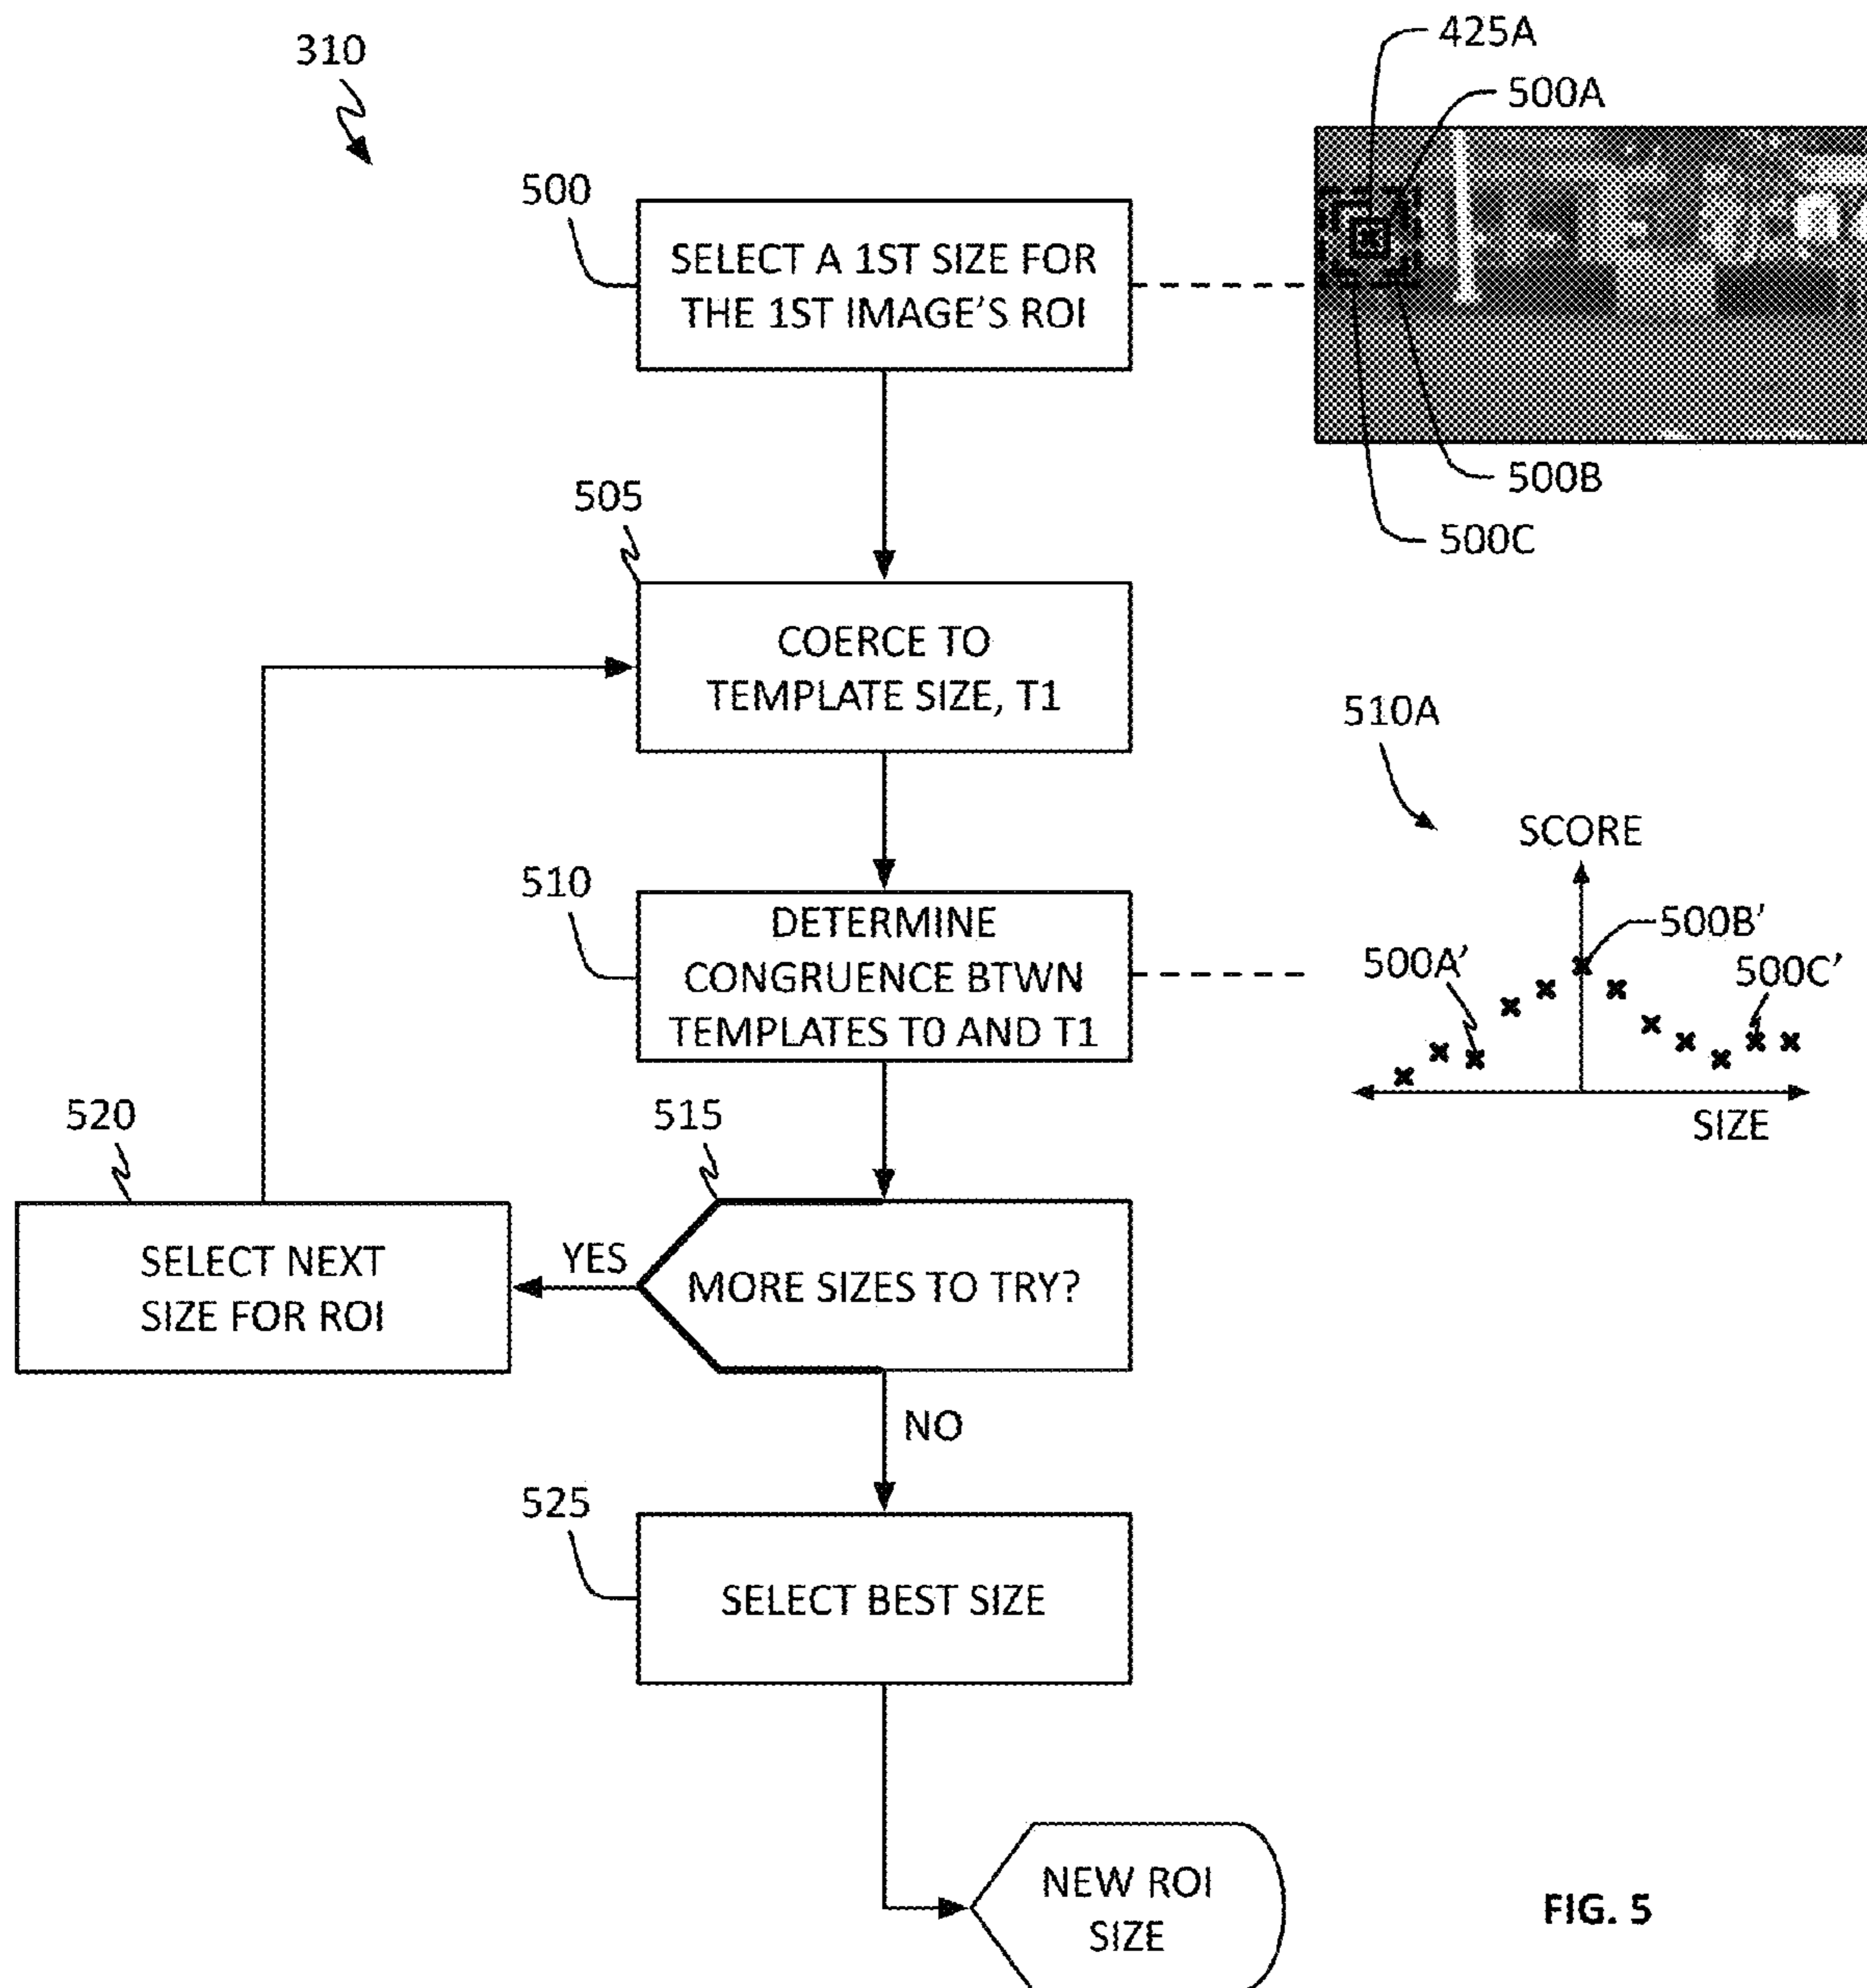 310
425A
500A
500
SELECT A 1ST SIZE FOR
THE 1ST IMAGE'S ROI
500B
500C
505
COERCE TO
TEMPLATE SIZE, T1
510A
SCORE
510
DETERMINE
CONGRUENCE BTWN
TEMPLATES T0 AND T1
500B'
500A'
500C'
SIZE
520
515
SELECT NEXT
SIZE FOR ROI
YES
MORE SIZES TO TRY?
NO
525
SELECT BEST SIZE
NEW ROI
SIZE
FIG. 5